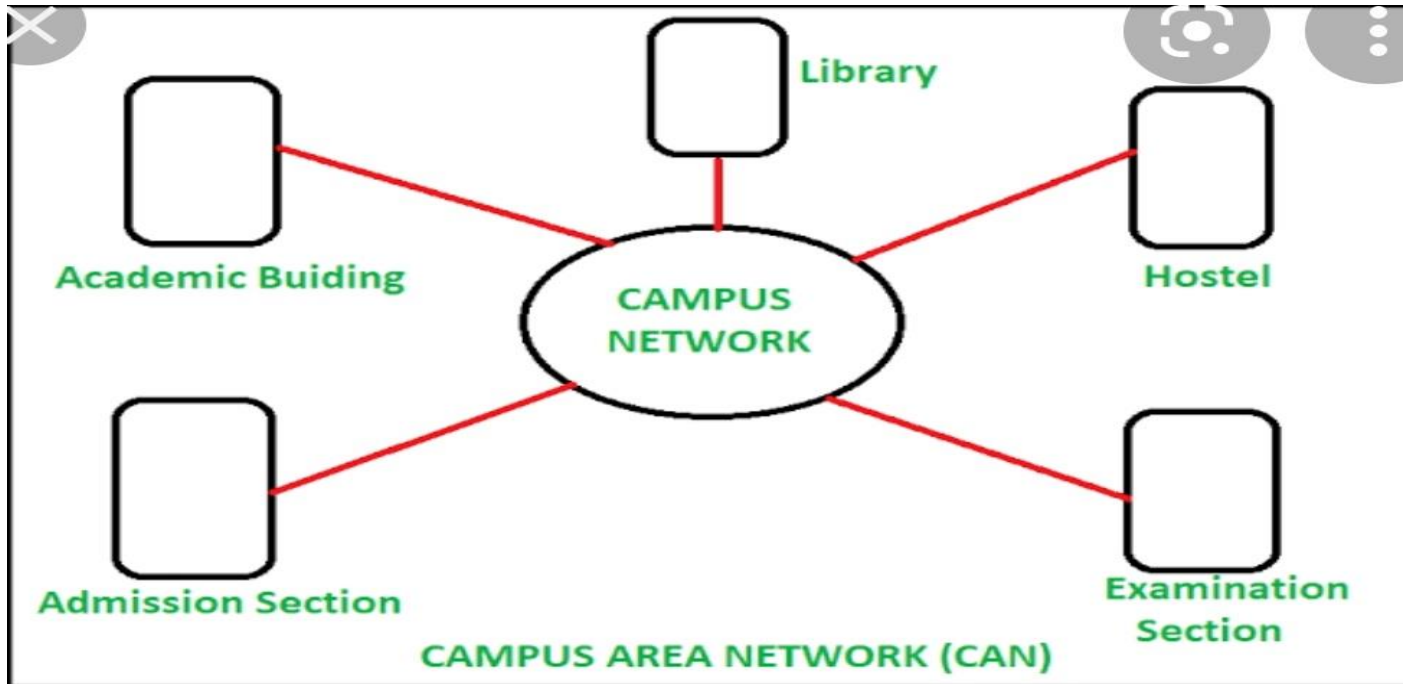 Library
Academic Buiding
Hostel
CAMPUS
NETWORK
Admission Section
Examination
Section
CAMPUS AREA NETWORK (CAN)